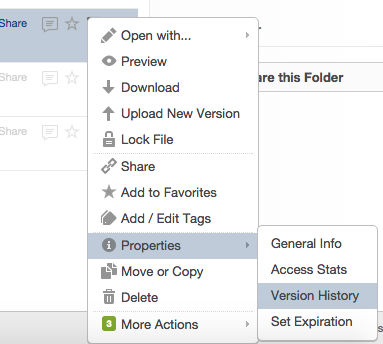 Share
Share
Share
Open with...
Preview
Download
Upload New Version
Lock File
Share
Add to Favorites
Add / Edit Tags
Properties
Move or Copy
Delete
3 More Actions
are this Folder
General Info
Access Stats
Version History
Set Expiration